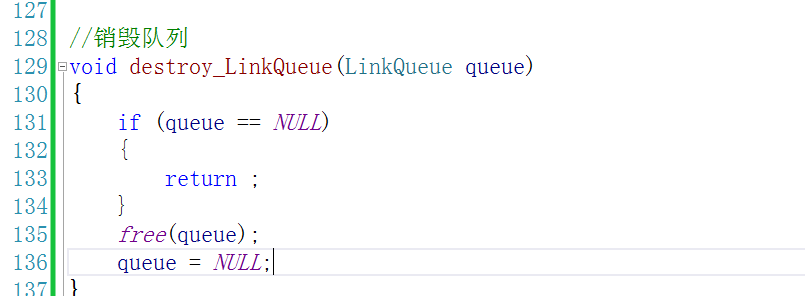 127
128 //销毁队列
129 void destroy_LinkQueue(LinkQueue queue)
130 {
131 if (queue == NULL)
132 {
133 return ;
134 }
135 free(queue);
136 queue = NULL;
137 }